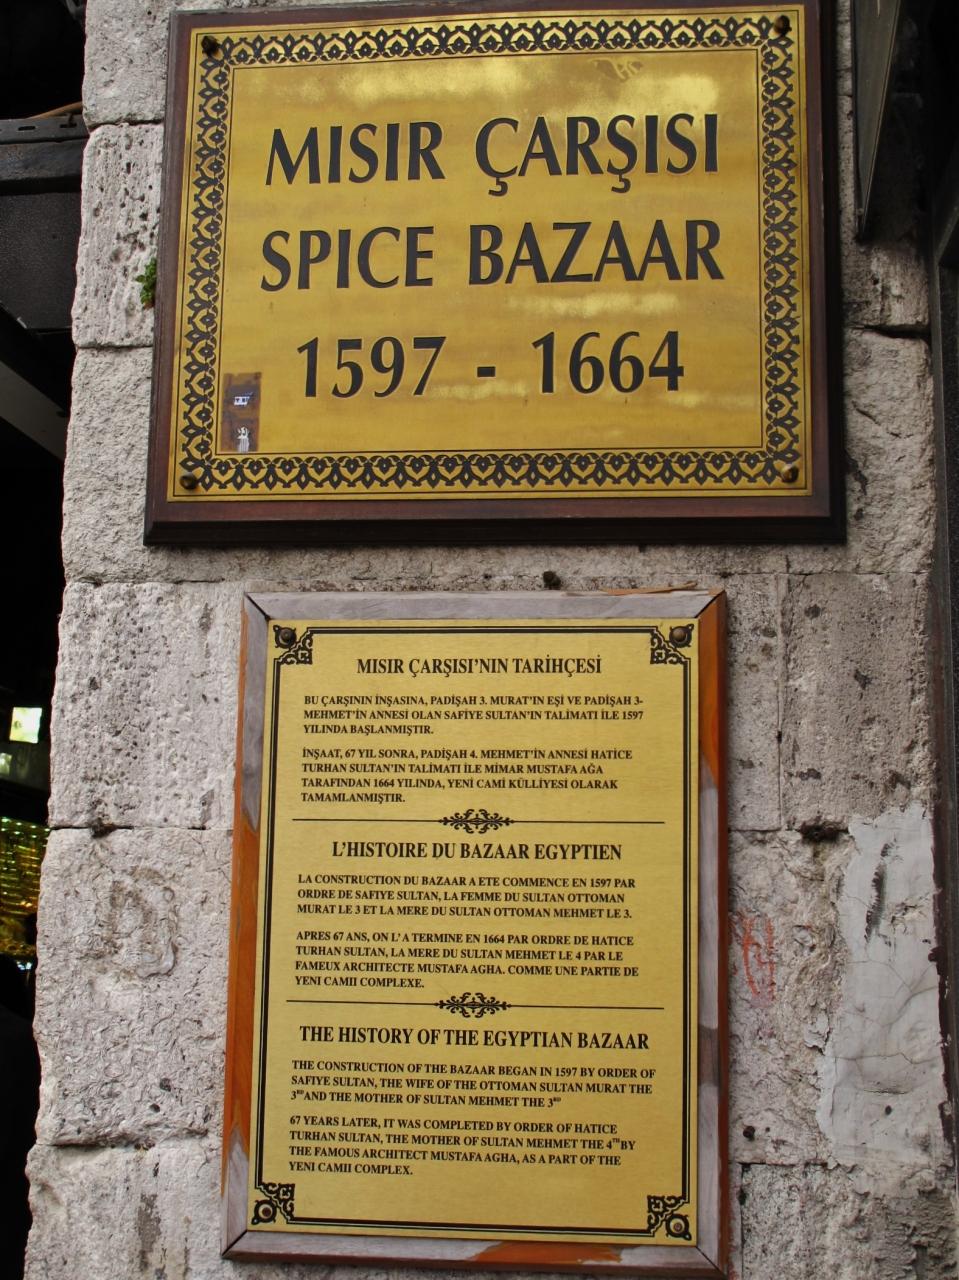 MISIR ÇARŞISI
SPICE BAZAAR
1597 - 1664
MISIR ÇARŞISI'NIN TARİHÇESİ
BU ÇARŞININ İNŞASINA, PADİŞAH 3. MURAT'IN EŞİ VE PADİŞAH 3-
MEHMET'İN ANNESİ OLAN SAFİYE SULTAN'IN TALİMATI İLE 1597
YILINDA BAŞLANMIŞTIR.
İNŞAAT, 67 YIL SONRA, PADİŞAH 4. MEHMET'İN ANNESİ HATİCE
TURHAN SULTAN'IN TALİMATI İLE MİMAR MUSTAFA AĞA
TARAFINDAN 1664 YILINDA, YENİ CAMİ KÜLLİYESİ OLARAK
TAMAMLANMIŞTIR.
L'HISTOIRE DU BAZAAR EGYPTIEN
LA CONSTRUCTION DU BAZAAR A ETE COMMENCE EN 1597 PAR
ORDRE DE SAFIYE SULTAN, LA FEMME DU SULTAN OTTOMAN
MURAT LE 3 ET LA MERE DU SULTAN OTTOMAN MEHMET LE 3.
APRES 67 ANS, ON L'A TERMINE EN 1664 PAR ORDRE DE HATICE
TURHAN SULTAN, LA MERE DU SULTAN MEHMET LE 4 PAR LE
FAMEUX ARCHITECTE MUSTAFA AGHA. COMME UNE PARTIE DE
YENI CAMII COMPLEXE.
THE HISTORY OF THE EGYPTIAN BAZAAR
THE CONSTRUCTION OF THE BAZAAR BEGAN IN 1597 BY ORDER OF
SAFIYE SULTAN, THE WIFE OF THE OTTOMAN SULTAN MURAT THE
3RD AND THE MOTHER OF SULTAN MEHMET THE 3RD
67 YEARS LATER, IT WAS COMPLETED BY ORDER OF HATICE
TURHAN SULTAN, THE MOTHER OF SULTAN MEHMET THE 4TH BY
THE FAMOUS ARCHITECT MUSTAFA AGHA, AS A PART OF THE
YENI CAMII COMPLEX.